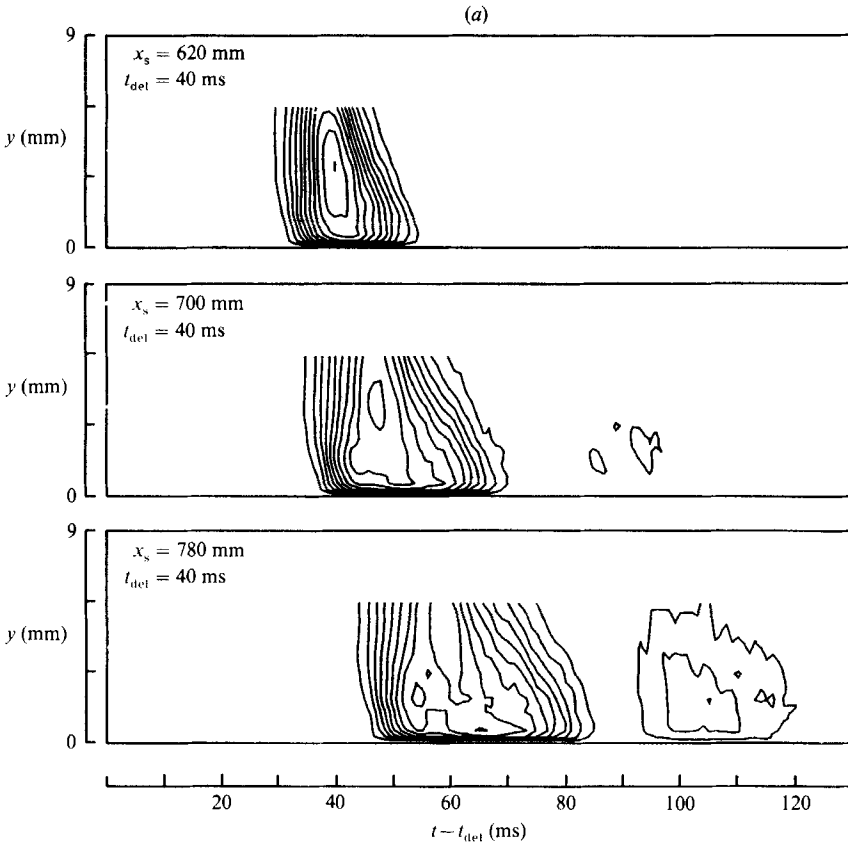 (a)
9
x_s = 620 mm
t_del = 40 ms
y (mm)
0
9
x_s = 700 mm
t_del = 40 ms
y (mm)
0
9
x_s = 780 mm
t_del = 40 ms
y (mm)
0
20 40 60 80 100 120
t − t_del (ms)